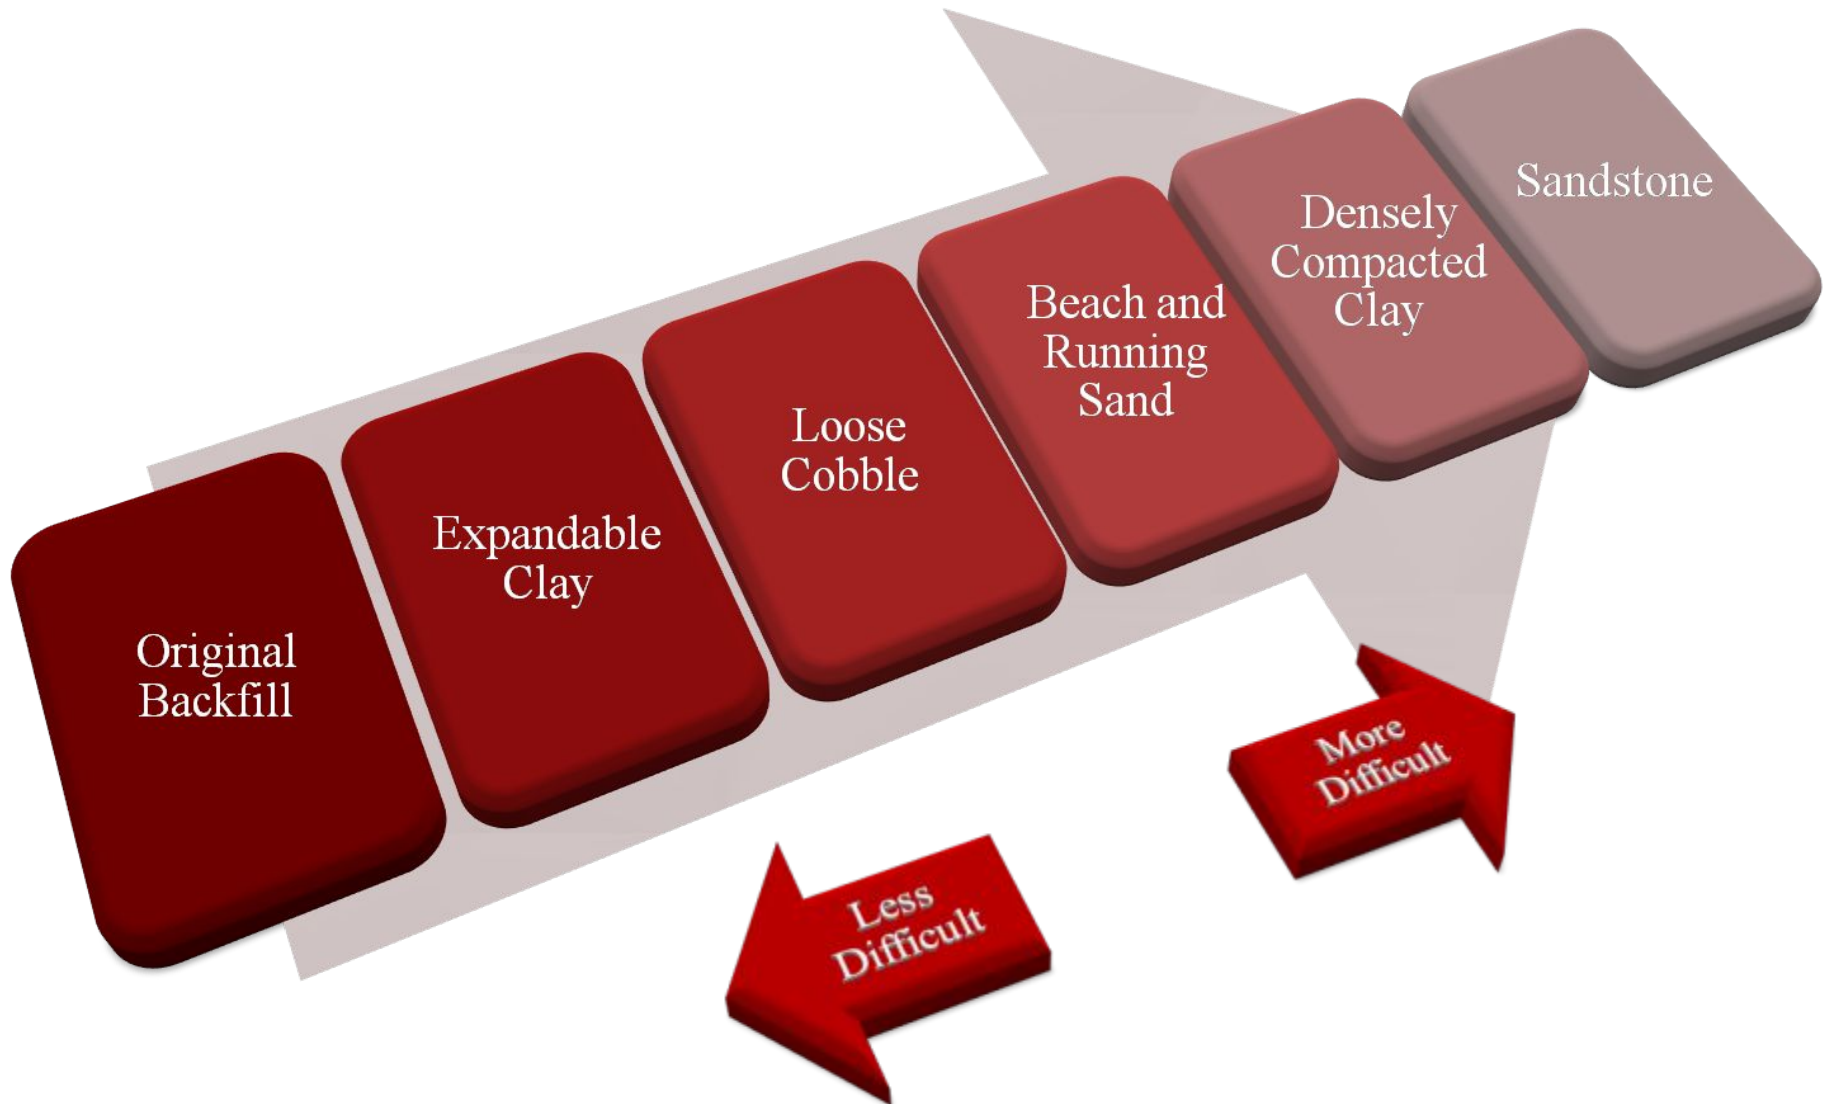 Original
Backfill
Expandable
Clay
Loose
Cobble
Beach and
Running
Sand
Densely
Compacted
Clay
Sandstone
More
Difficult
Less
Difficult